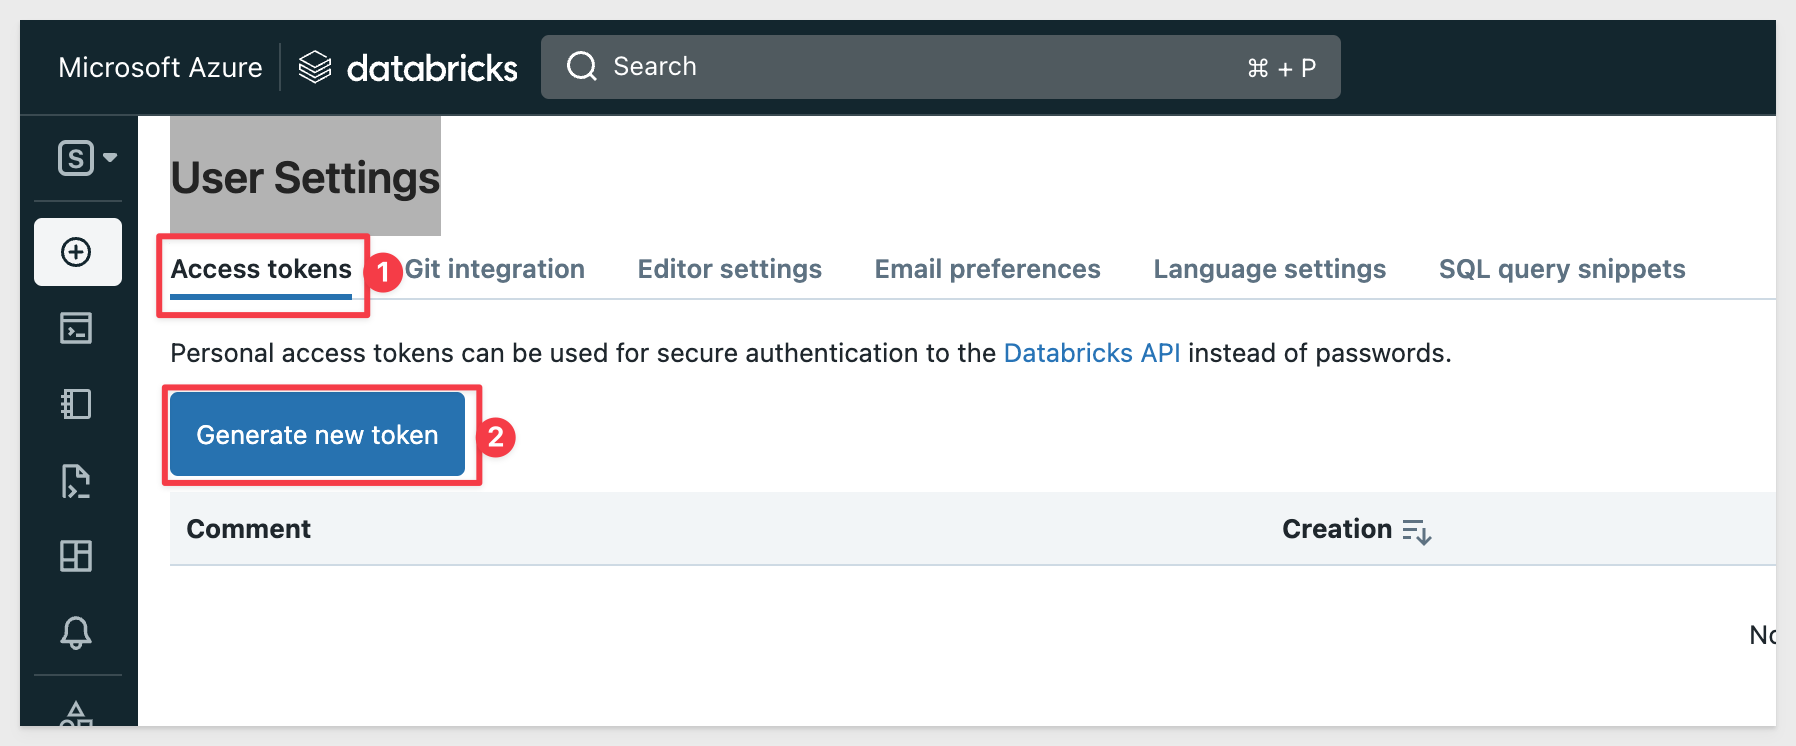 Microsoft Azure databricks Search ⌘ + P
S
User Settings
Access tokens 1 Git integration Editor settings Email preferences Language settings SQL query snippets
Personal access tokens can be used for secure authentication to the Databricks API instead of passwords.
Generate new token 2
Comment Creation